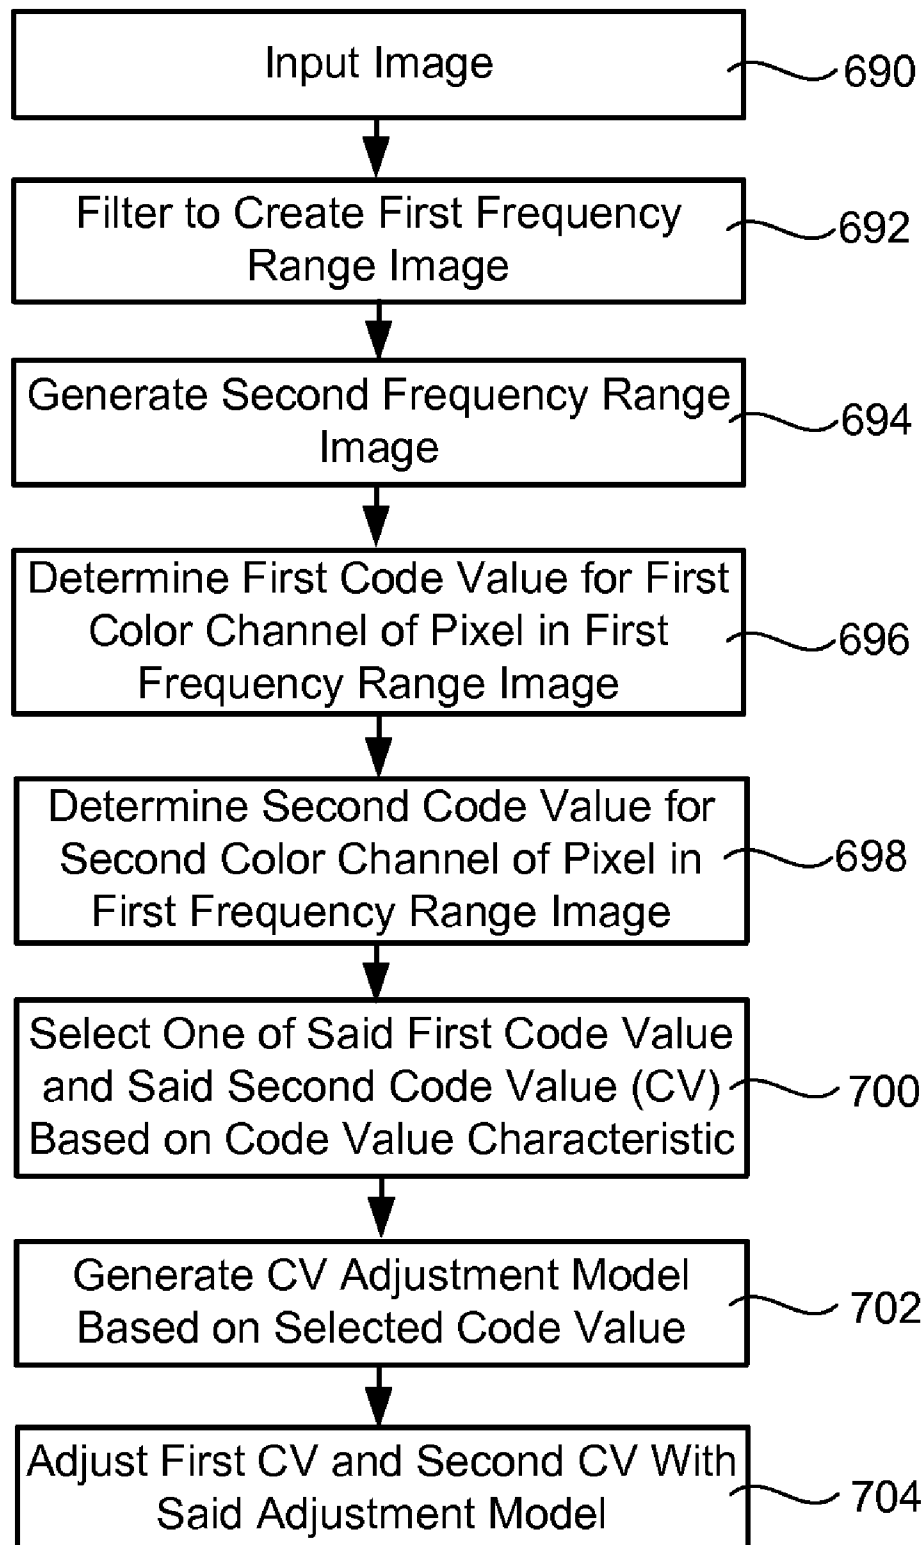 Input Image
690
Filter to Create First Frequency
Range Image
692
Generate Second Frequency Range
Image
694
Determine First Code Value for First
Color Channel of Pixel in First
Frequency Range Image
696
Determine Second Code Value for
Second Color Channel of Pixel in
First Frequency Range Image
698
Select One of Said First Code Value
and Said Second Code Value (CV)
Based on Code Value Characteristic
700
Generate CV Adjustment Model
Based on Selected Code Value
702
Adjust First CV and Second CV With
Said Adjustment Model
704